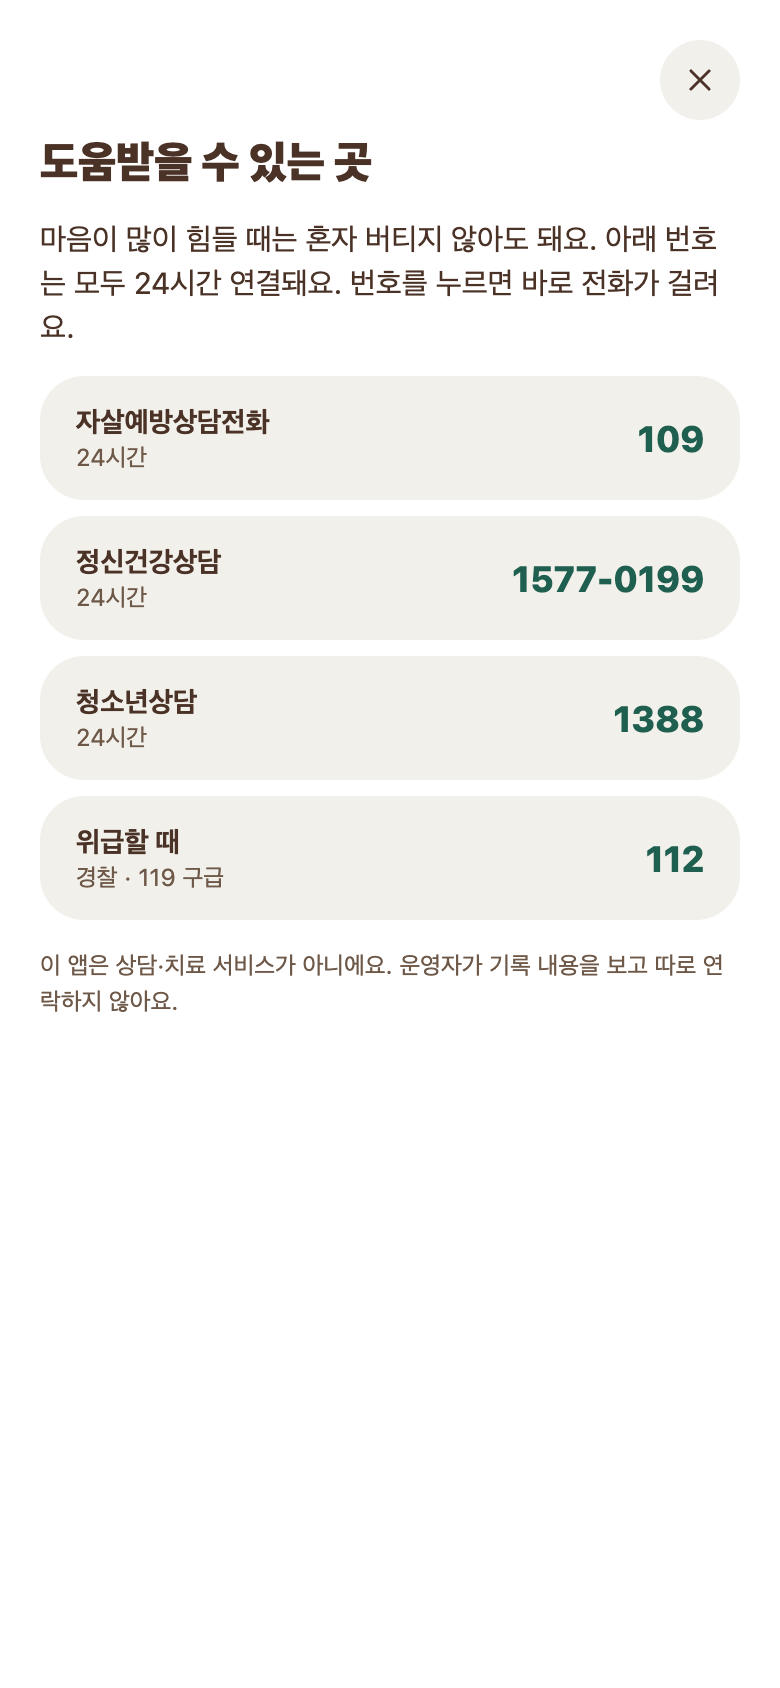 도움받을 수 있는 곳
마음이 많이 힘들 때는 혼자 버티지 않아도 돼요. 아래 번호
는 모두 24시간 연결돼요. 번호를 누르면 바로 전화가 걸려
요.
자살예방상담전화
24시간
109
정신건강상담
24시간
1577-0199
청소년상담
24시간
1388
위급할 때
경찰 · 119 구급
112
이 앱은 상담·치료 서비스가 아니에요. 운영자가 기록 내용을 보고 따로 연
락하지 않아요.